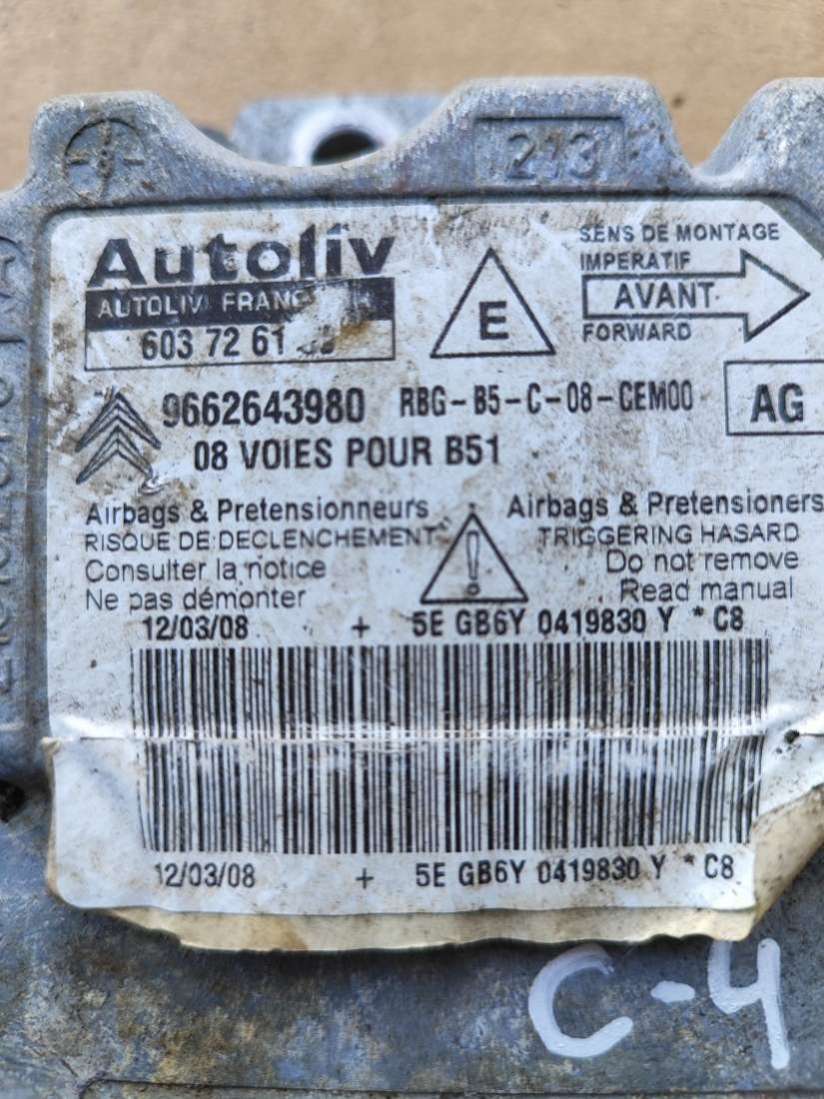 213
Autoliv
AUTOLIV
603 72 61
E
SENS DE MONTAGE
IMPERATIF
AVANT
FORWARD
9662643980 RBG-B5-C-08-CEM00
AG
08 VOIES POUR B51
Airbags & Pretensionneurs
RISQUE DE DECLENCHEMENT
Consulter la notice
Ne pas démonter
!
Airbags & Pretensioners
TRIGGERING HASARD
Do not remove
Read manual
12/03/08 + 5E GB6Y 0419830 Y * C8
12/03/08 + 5E GB6Y 0419830 Y * C8
C-4